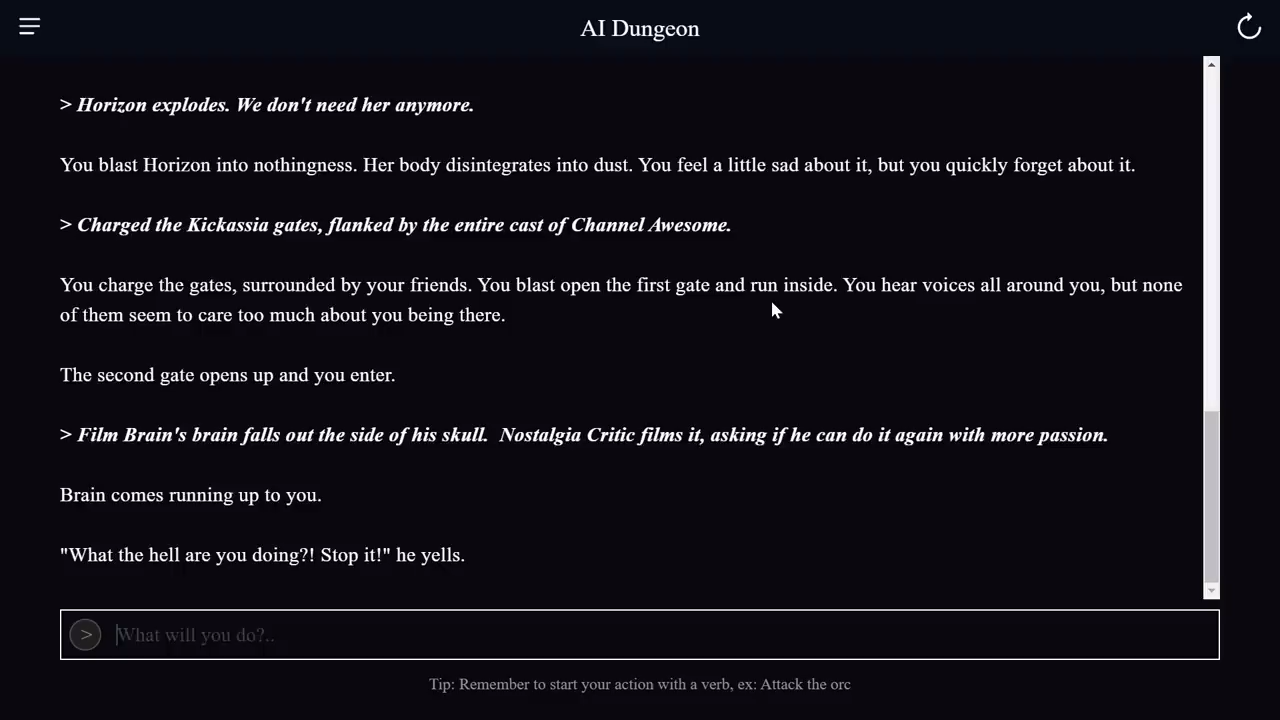 AI Dungeon
> Horizon explodes. We don't need her anymore.
You blast Horizon into nothingness. Her body disintegrates into dust. You feel a little sad about it, but you quickly forget about it.
> Charged the Kickassia gates, flanked by the entire cast of Channel Awesome.
You charge the gates, surrounded by your friends. You blast open the first gate and run inside. You hear voices all around you, but none
of them seem to care too much about you being there.
The second gate opens up and you enter.
> Film Brain's brain falls out the side of his skull.  Nostalgia Critic films it, asking if he can do it again with more passion.
Brain comes running up to you.
"What the hell are you doing?! Stop it!" he yells.
> What will you do?..
Tip: Remember to start your action with a verb, ex: Attack the orc